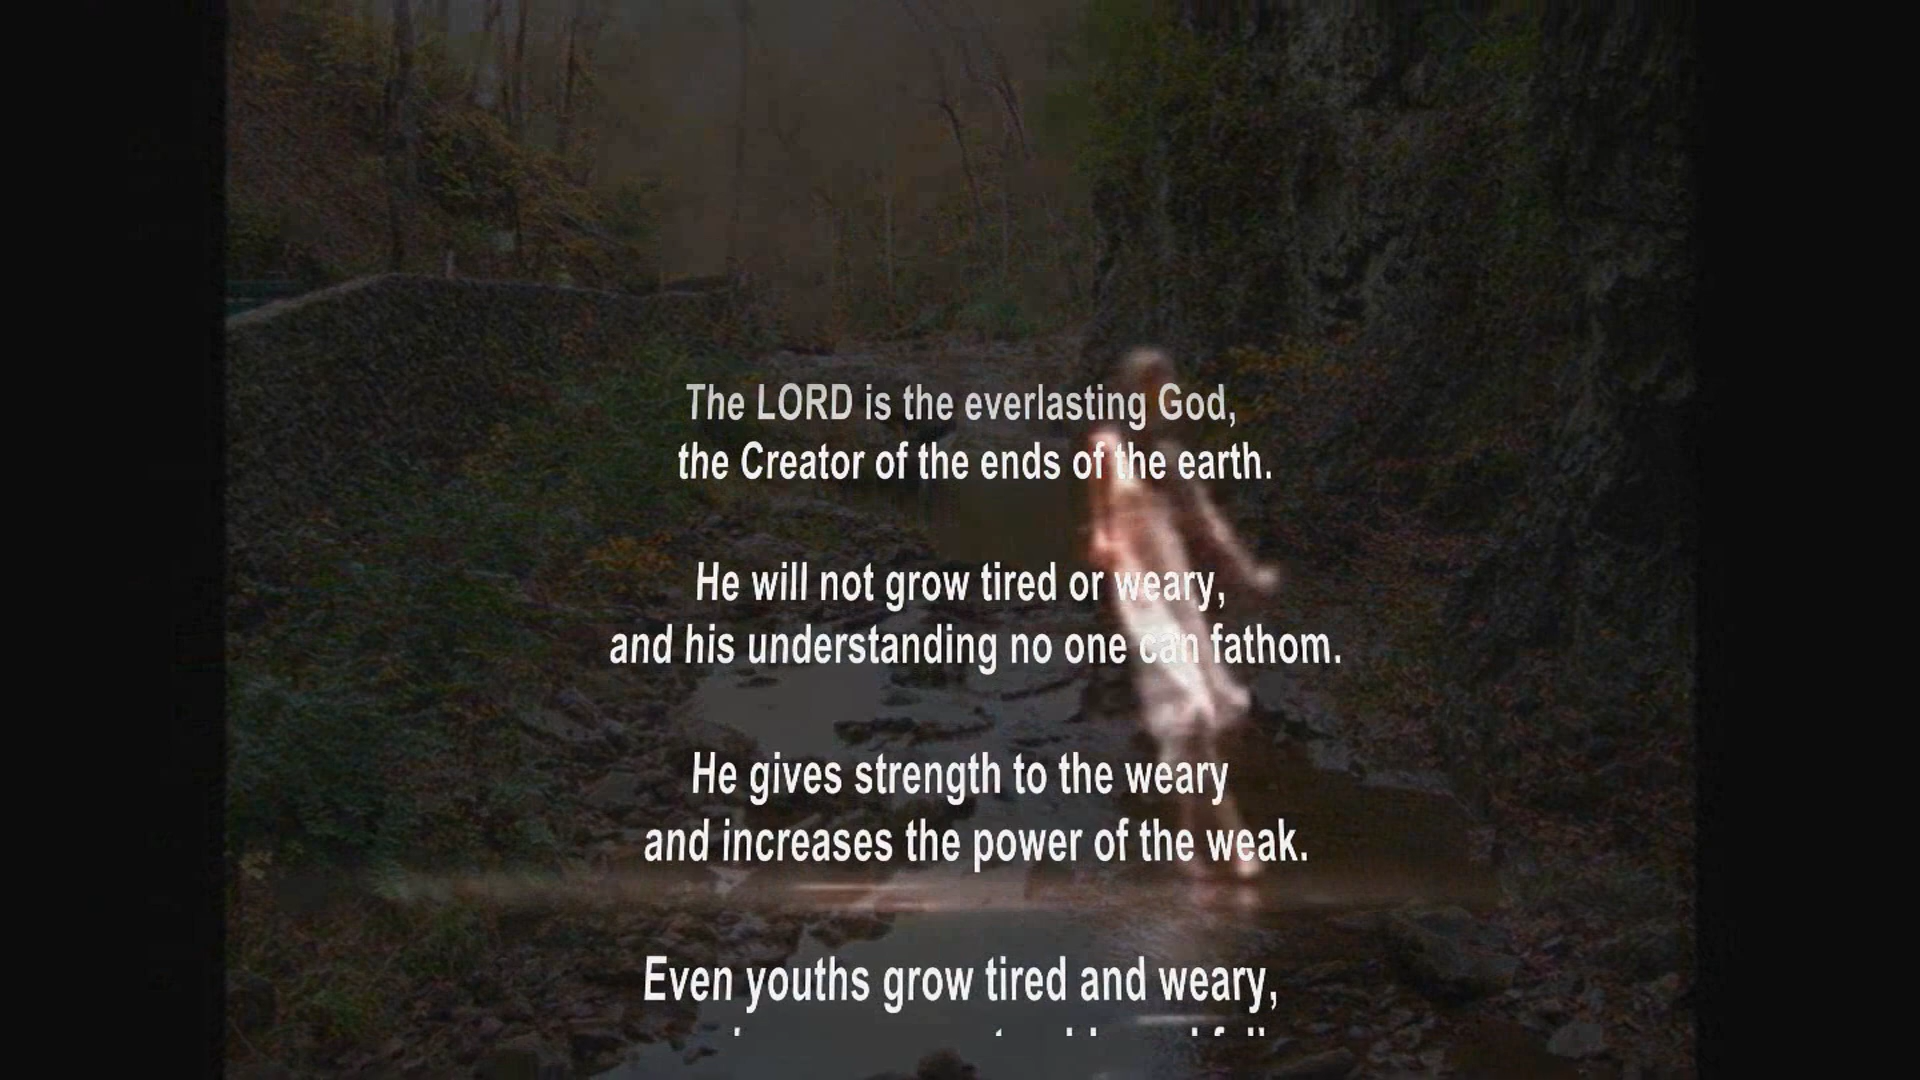 The LORD is the everlasting God,
the Creator of the ends of the earth.
He will not grow tired or weary,
and his understanding no one can fathom.
He gives strength to the weary
and increases the power of the weak.
Even youths grow tired and weary,